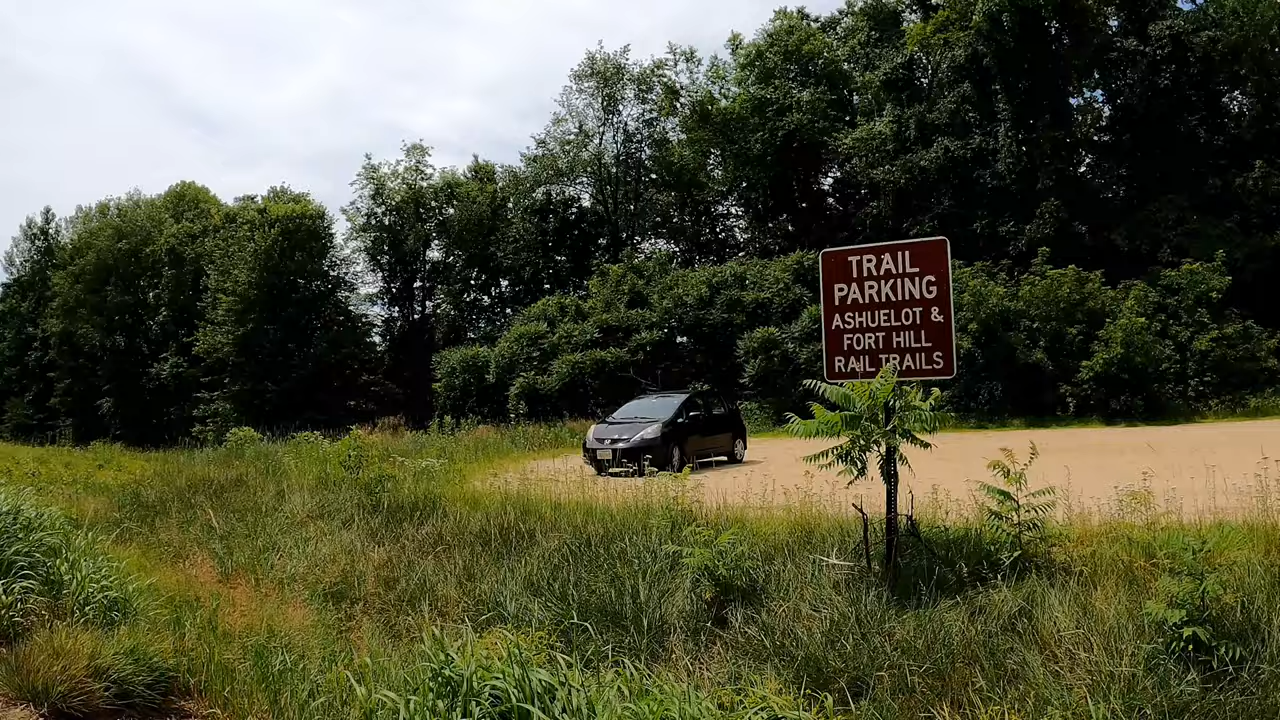 TRAIL
PARKING
ASHUELOT &
FORT HILL
RAIL TRAILS